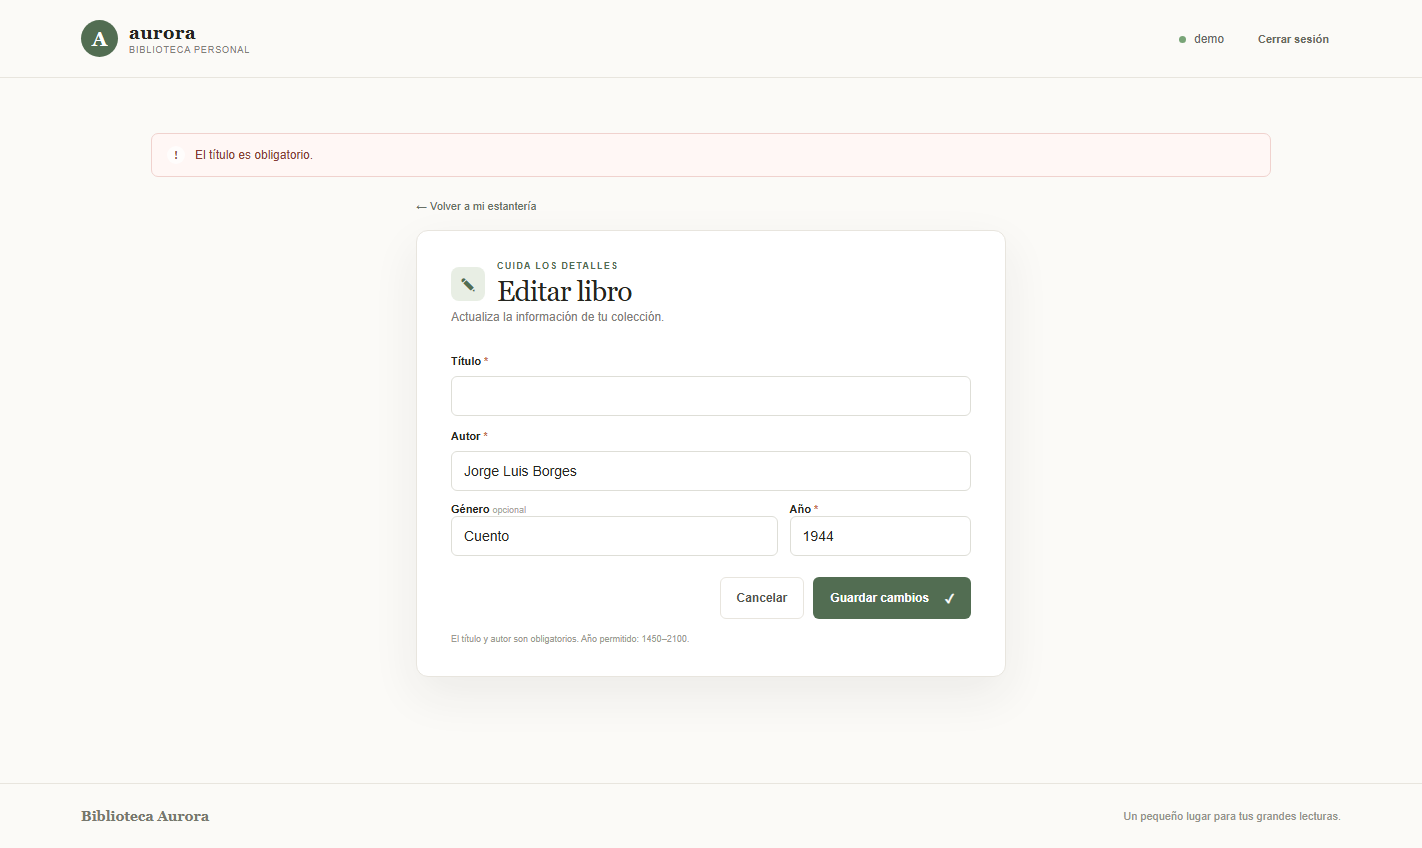 A
aurora
BIBLIOTECA PERSONAL
demo
Cerrar sesión
! El título es obligatorio.
← Volver a mi estantería
CUIDA LOS DETALLES
Editar libro
Actualiza la información de tu colección.
Título *
Autor *
Jorge Luis Borges
Género opcional
Año *
Cuento
1944
Cancelar
Guardar cambios ✓
El título y autor son obligatorios. Año permitido: 1450–2100.
Biblioteca Aurora
Un pequeño lugar para tus grandes lecturas.